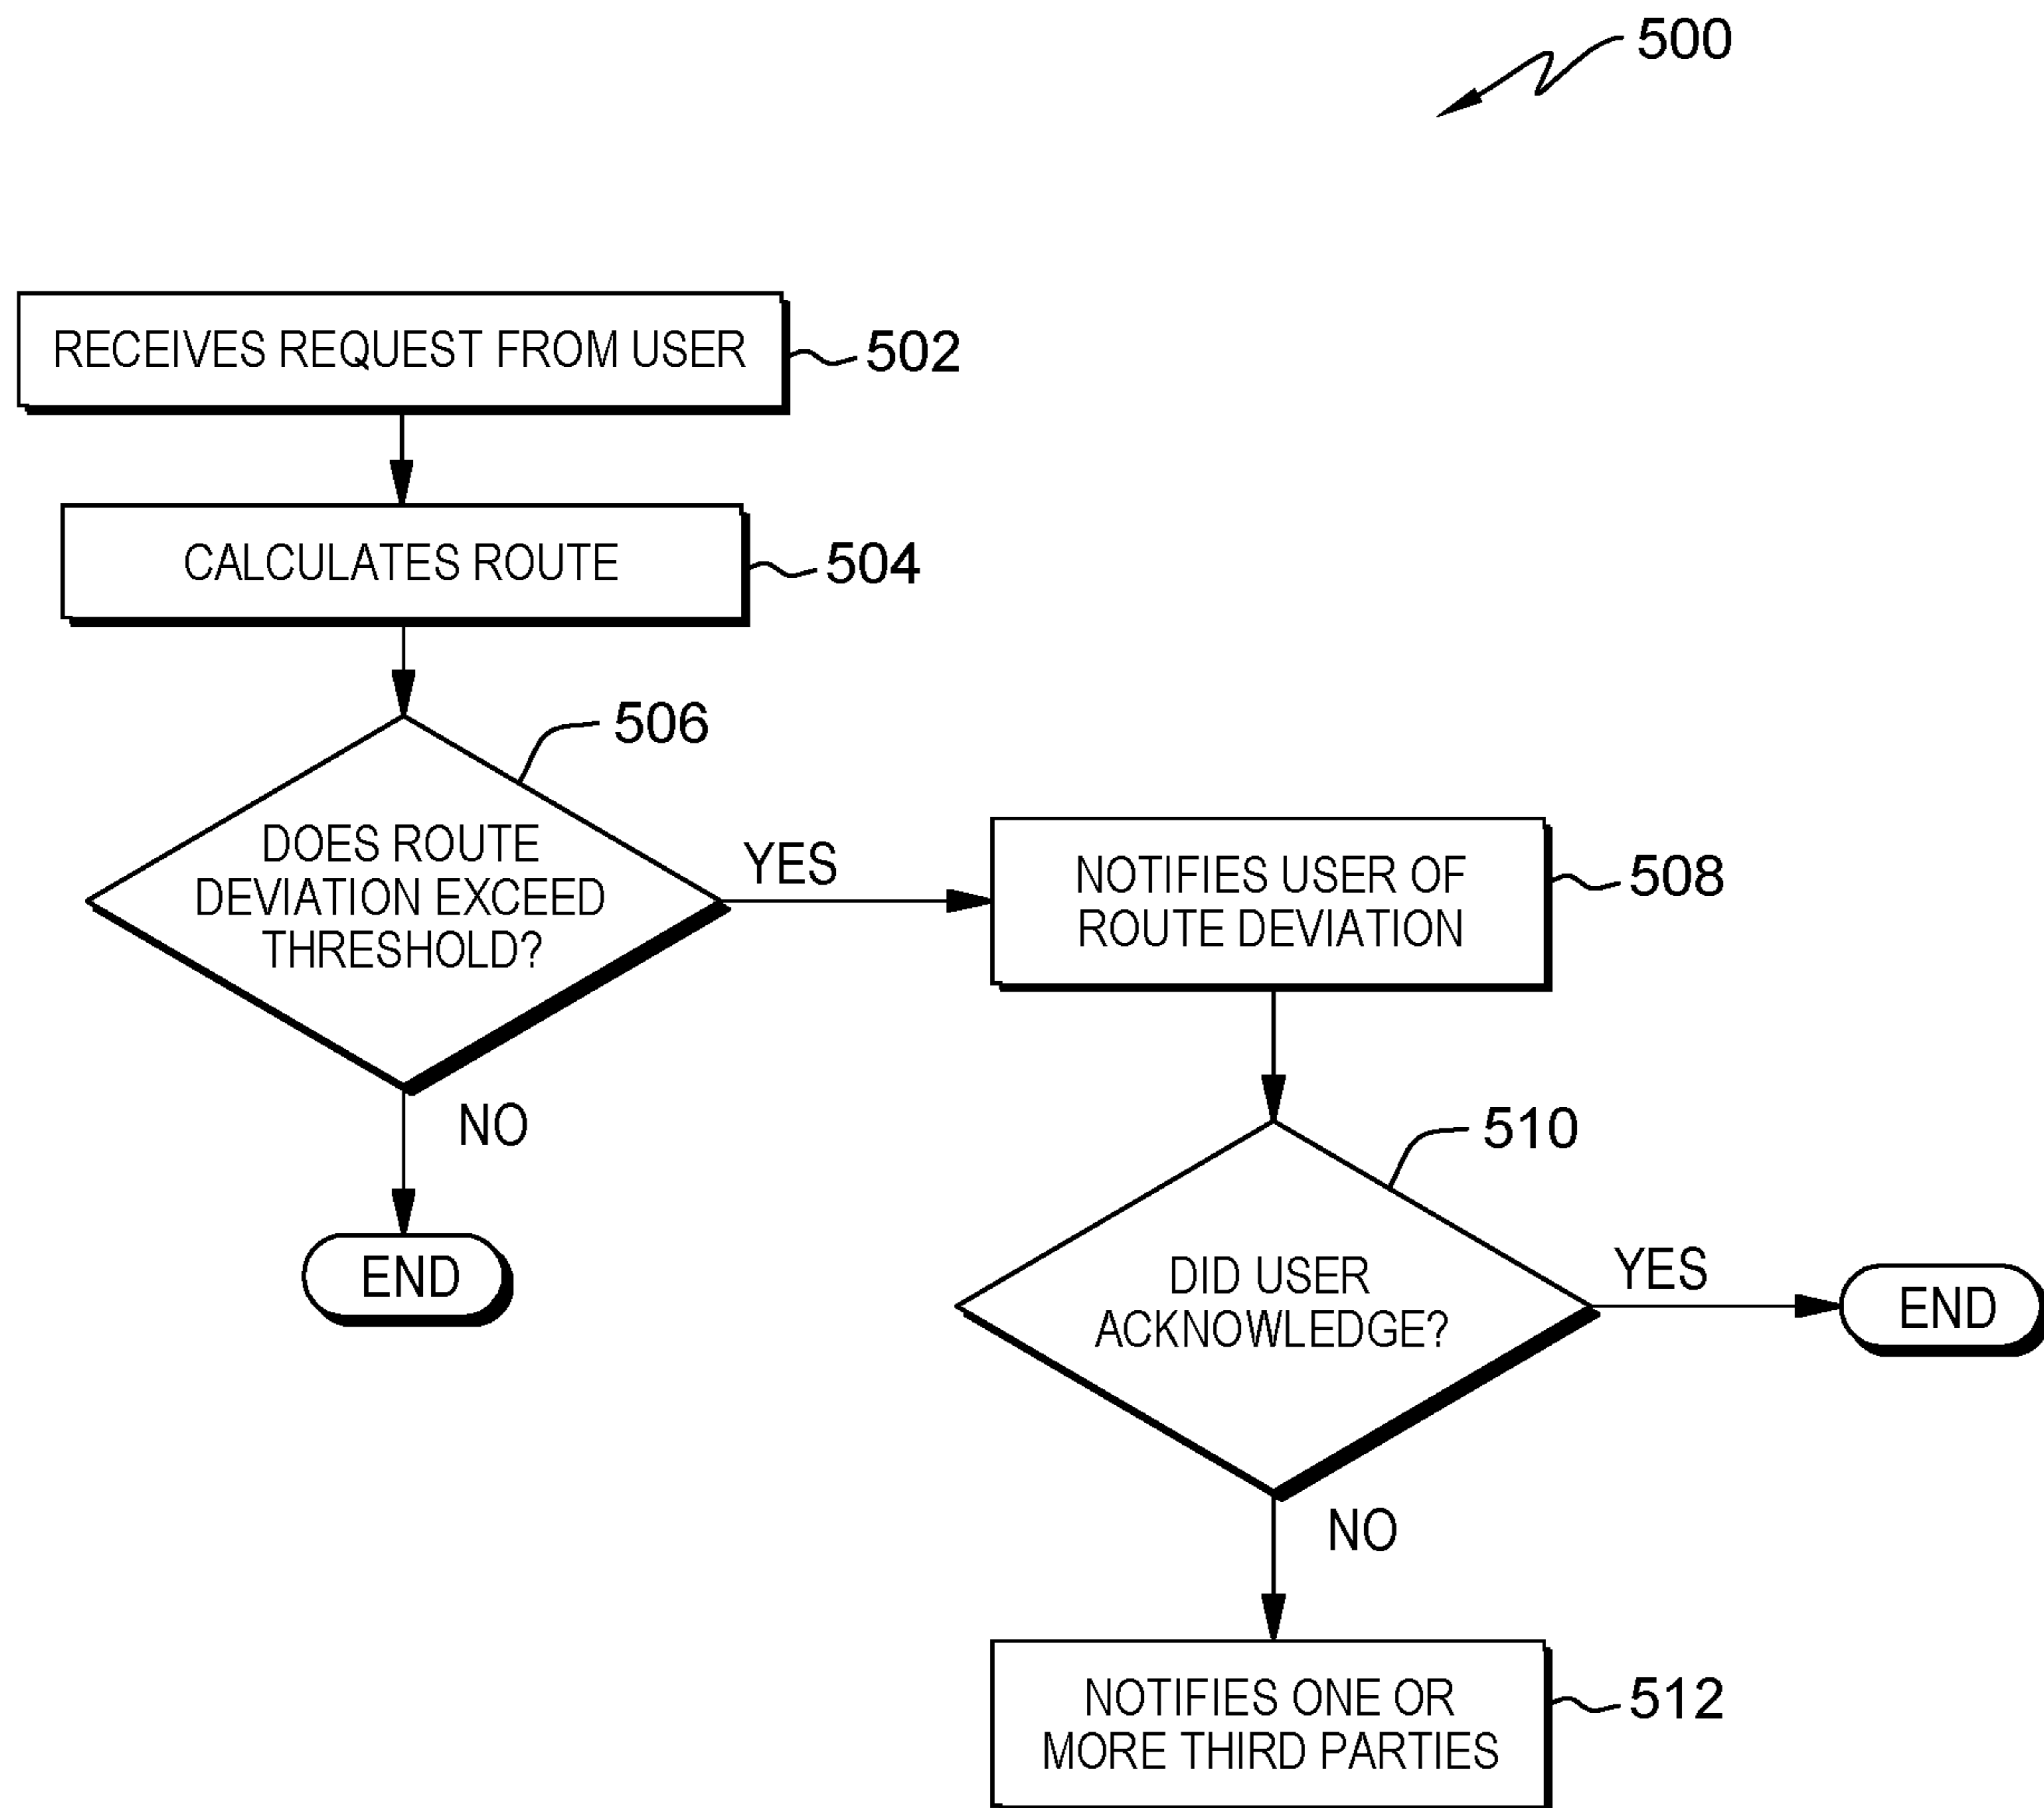 500
RECEIVES REQUEST FROM USER
502
CALCULATES ROUTE
504
506
DOES ROUTE
DEVIATION EXCEED
THRESHOLD?
YES
NO
END
NOTIFIES USER OF
ROUTE DEVIATION
508
510
DID USER
ACKNOWLEDGE?
YES
END
NO
NOTIFIES ONE OR
MORE THIRD PARTIES
512